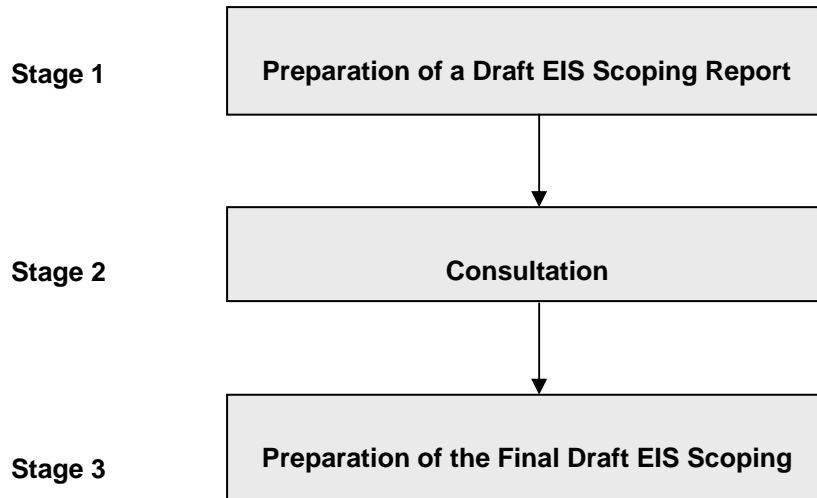 Stage 1
Preparation of a Draft EIS Scoping Report
Stage 2
Consultation
Stage 3
Preparation of the Final Draft EIS Scoping